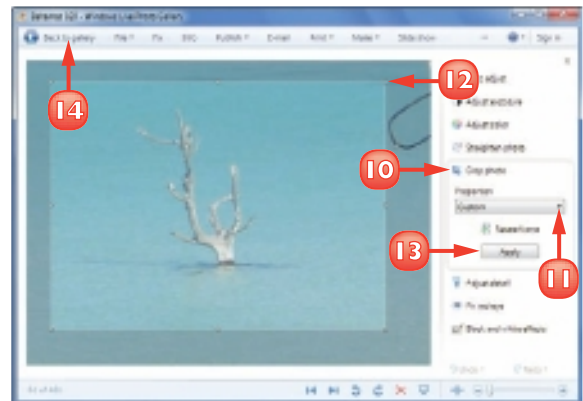 Bahamas 021 - Windows Live Photo Gallery
Back to gallery File Fix Info Publish E-mail Print Make Slide show Sign in
12
14
Adjust exposure
Adjust color
Straighten photo
10 Crop photo
Proportion
Custom
Rotate frame
13 Apply
11
Adjust detail
Fix red eye
Black and white effects